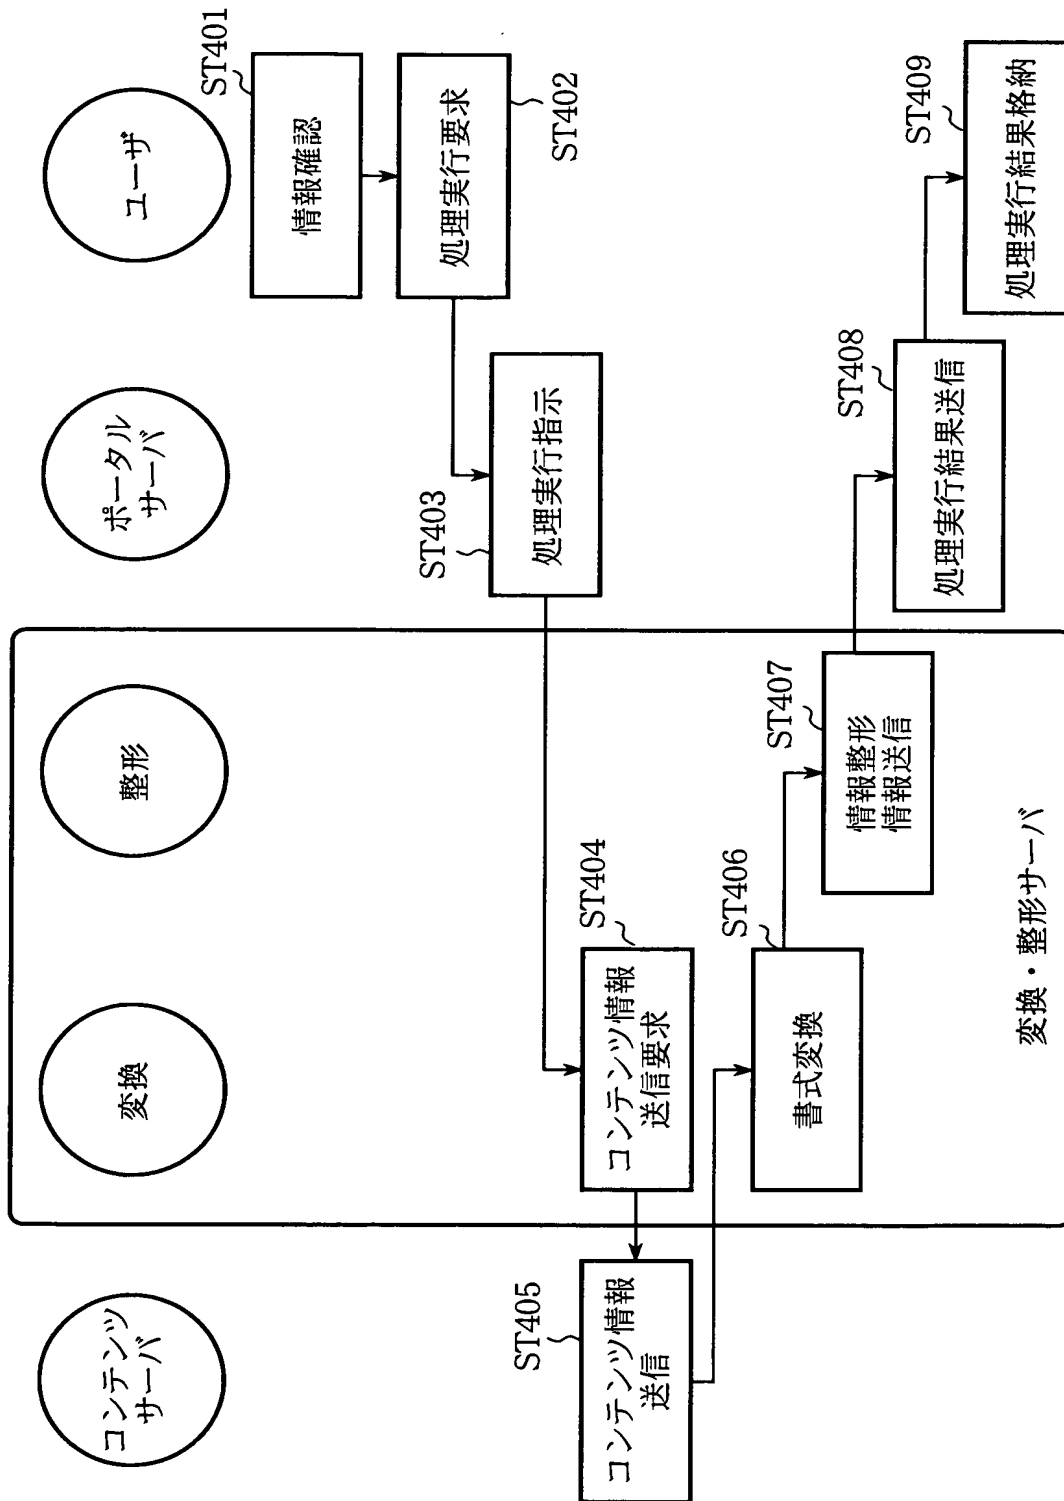 コンテンツ
サーバ
変換
整形
ポータル
サーバ
ユーザ
ST401
情報確認
処理実行要求
ST402
ST403
処理実行指示
ST404
コンテンツ情報
送信要求
ST405
コンテンツ情報
送信
ST406
書式変換
ST407
情報整形
情報送信
ST408
処理実行結果送信
ST409
処理実行結果格納
変換・整形サーバ